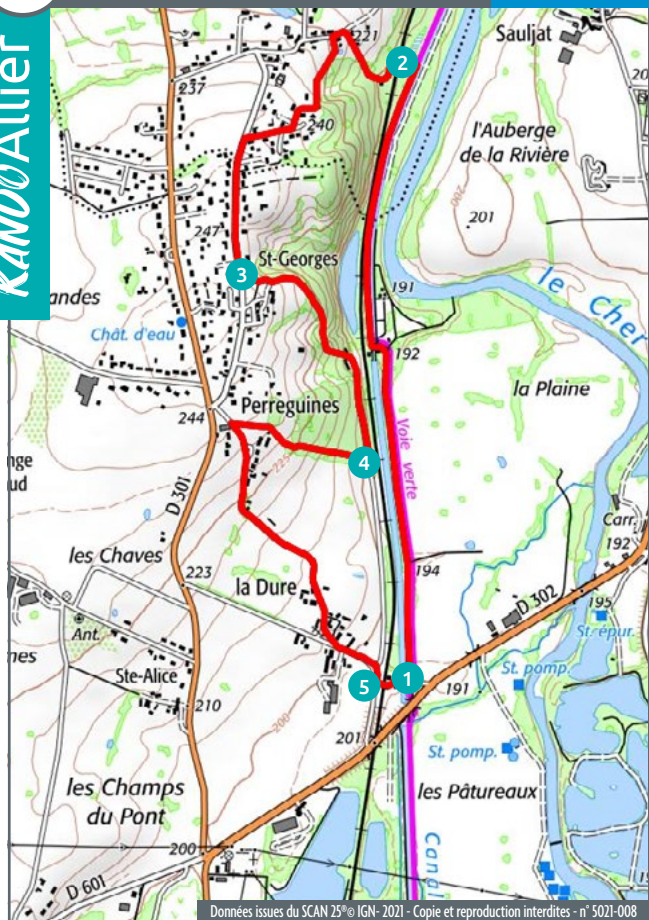 RANDOAllier
221
2
Sauljat
237
20
240
l'Auberge
de la Rivière
201
200
247
St-Georges
3
191
le Cher
andes
Chât. d'eau
192
la Plaine
Perreguines
244
225
4
Voie verte
nge
ud
D 301
Carr.
192
les Chaves
223
la Dure
194
D 302
195
St. épur.
Ant.
nes
Ste-Alice
5
1
191
St. pomp.
210
200
201
St. pomp.
les Champs
du Pont
les Pâtureaux
Canal
200
D 601
19
Données issues du SCAN 25®© IGN- 2021 - Copie et reproduction interdites - n° 5021-008